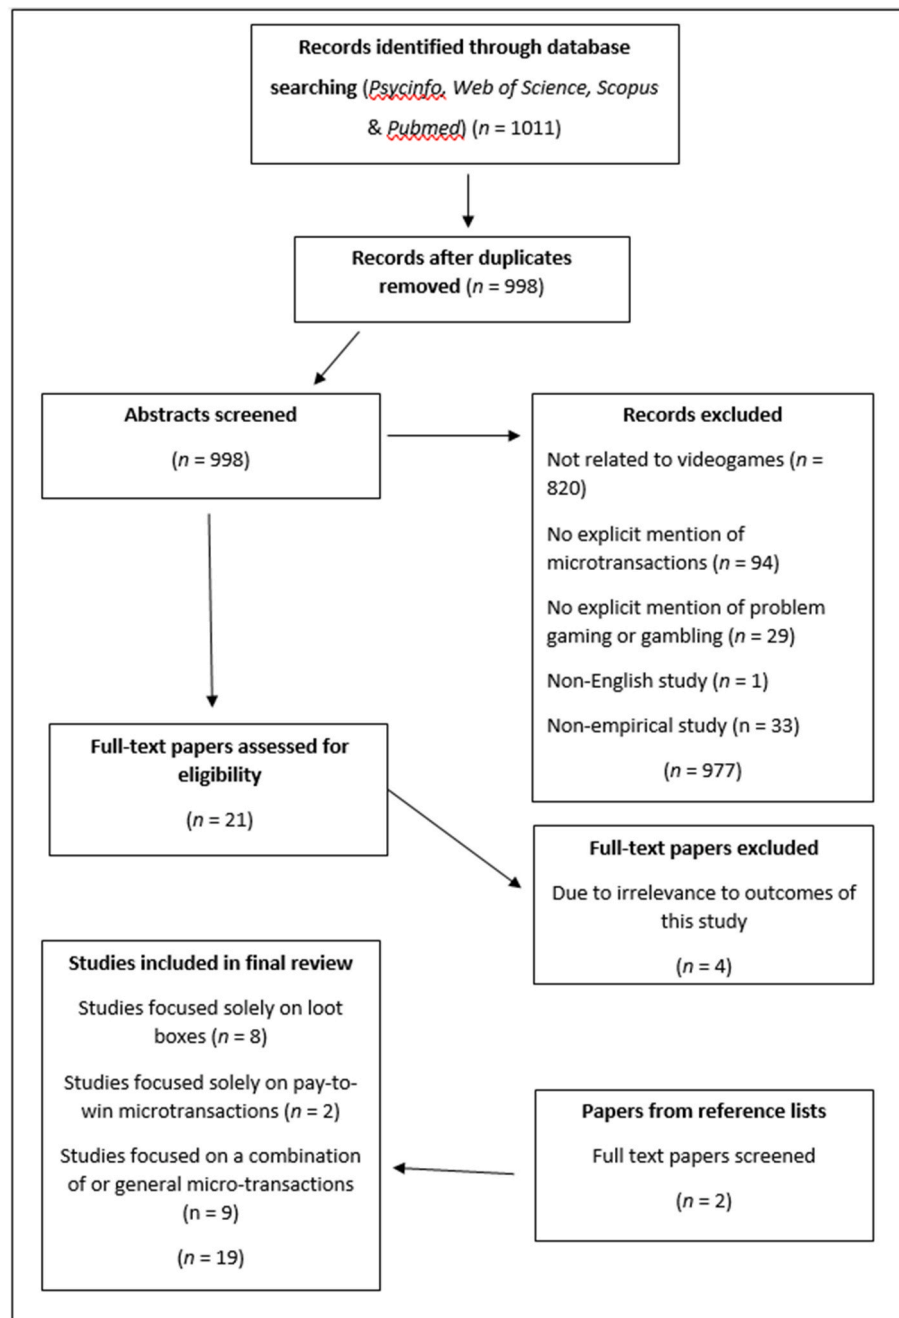 Records identified through database
searching (Psycinfo, Web of Science, Scopus
& Pubmed) (n = 1011)
Records after duplicates
removed (n = 998)
Abstracts screened
(n = 998)
Records excluded
Not related to videogames (n =
820)
No explicit mention of
microtransactions (n = 94)
No explicit mention of problem
gaming or gambling (n = 29)
Non-English study (n = 1)
Non-empirical study (n = 33)
(n = 977)
Full-text papers assessed for
eligibility
(n = 21)
Full-text papers excluded
Due to irrelevance to outcomes of
this study
(n = 4)
Studies included in final review
Studies focused solely on loot
boxes (n = 8)
Studies focused solely on pay-to-
win microtransactions (n = 2)
Studies focused on a combination
of or general micro-transactions
(n = 9)
(n = 19)
Papers from reference lists
Full text papers screened
(n = 2)